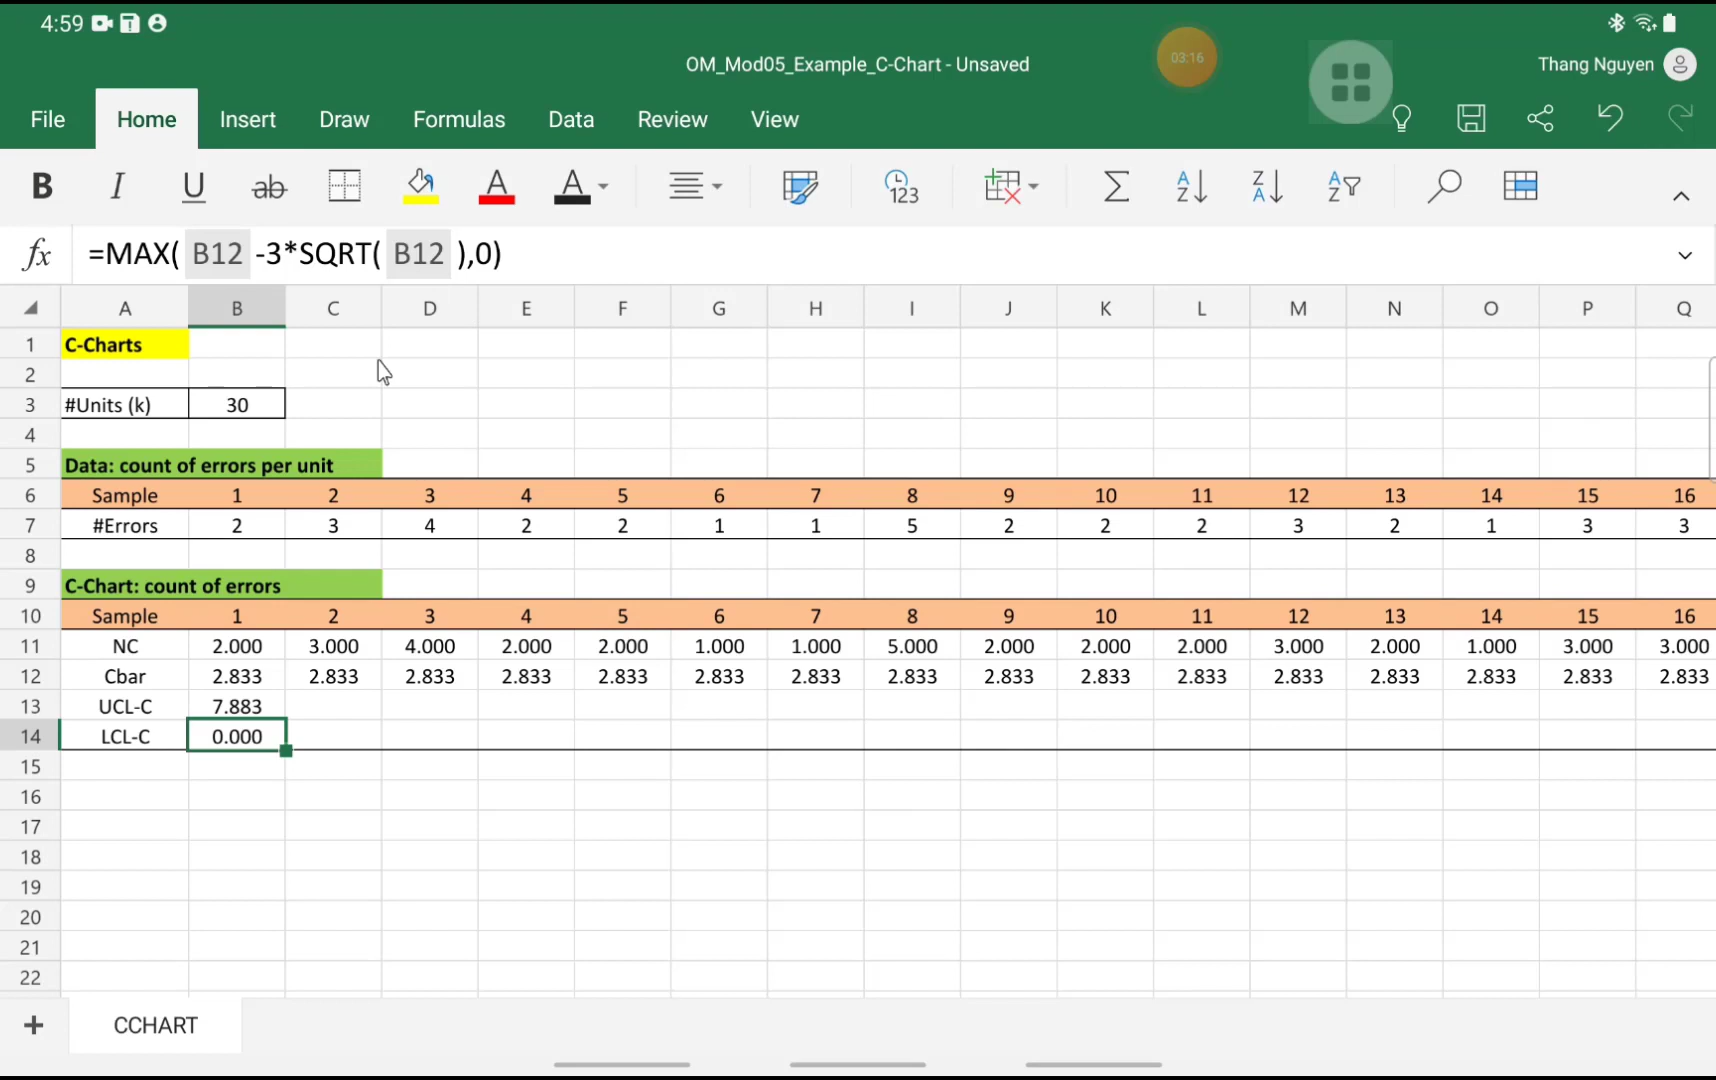 4:59
OM_Mod05_Example_C-Chart - Unsaved
03:16
Thang Nguyen
File Home Insert Draw Formulas Data Review View
B I U ab A A 123 Σ A Z Z A A Z
fx =MAX( B12 -3*SQRT( B12 ),0)
A B C D E F G H I J K L M N O P Q
1 C-Charts
2
3 #Units (k) 30
4
5 Data: count of errors per unit
6 Sample 1 2 3 4 5 6 7 8 9 10 11 12 13 14 15 16
7 #Errors 2 3 4 2 2 1 1 5 2 2 2 3 2 1 3 3
8
9 C-Chart: count of errors
10 Sample 1 2 3 4 5 6 7 8 9 10 11 12 13 14 15 16
11 NC 2.000 3.000 4.000 2.000 2.000 1.000 1.000 5.000 2.000 2.000 2.000 3.000 2.000 1.000 3.000 3.000
12 Cbar 2.833 2.833 2.833 2.833 2.833 2.833 2.833 2.833 2.833 2.833 2.833 2.833 2.833 2.833 2.833 2.833
13 UCL-C 7.883
14 LCL-C 0.000
15
16
17
18
19
20
21
22
+ CCHART